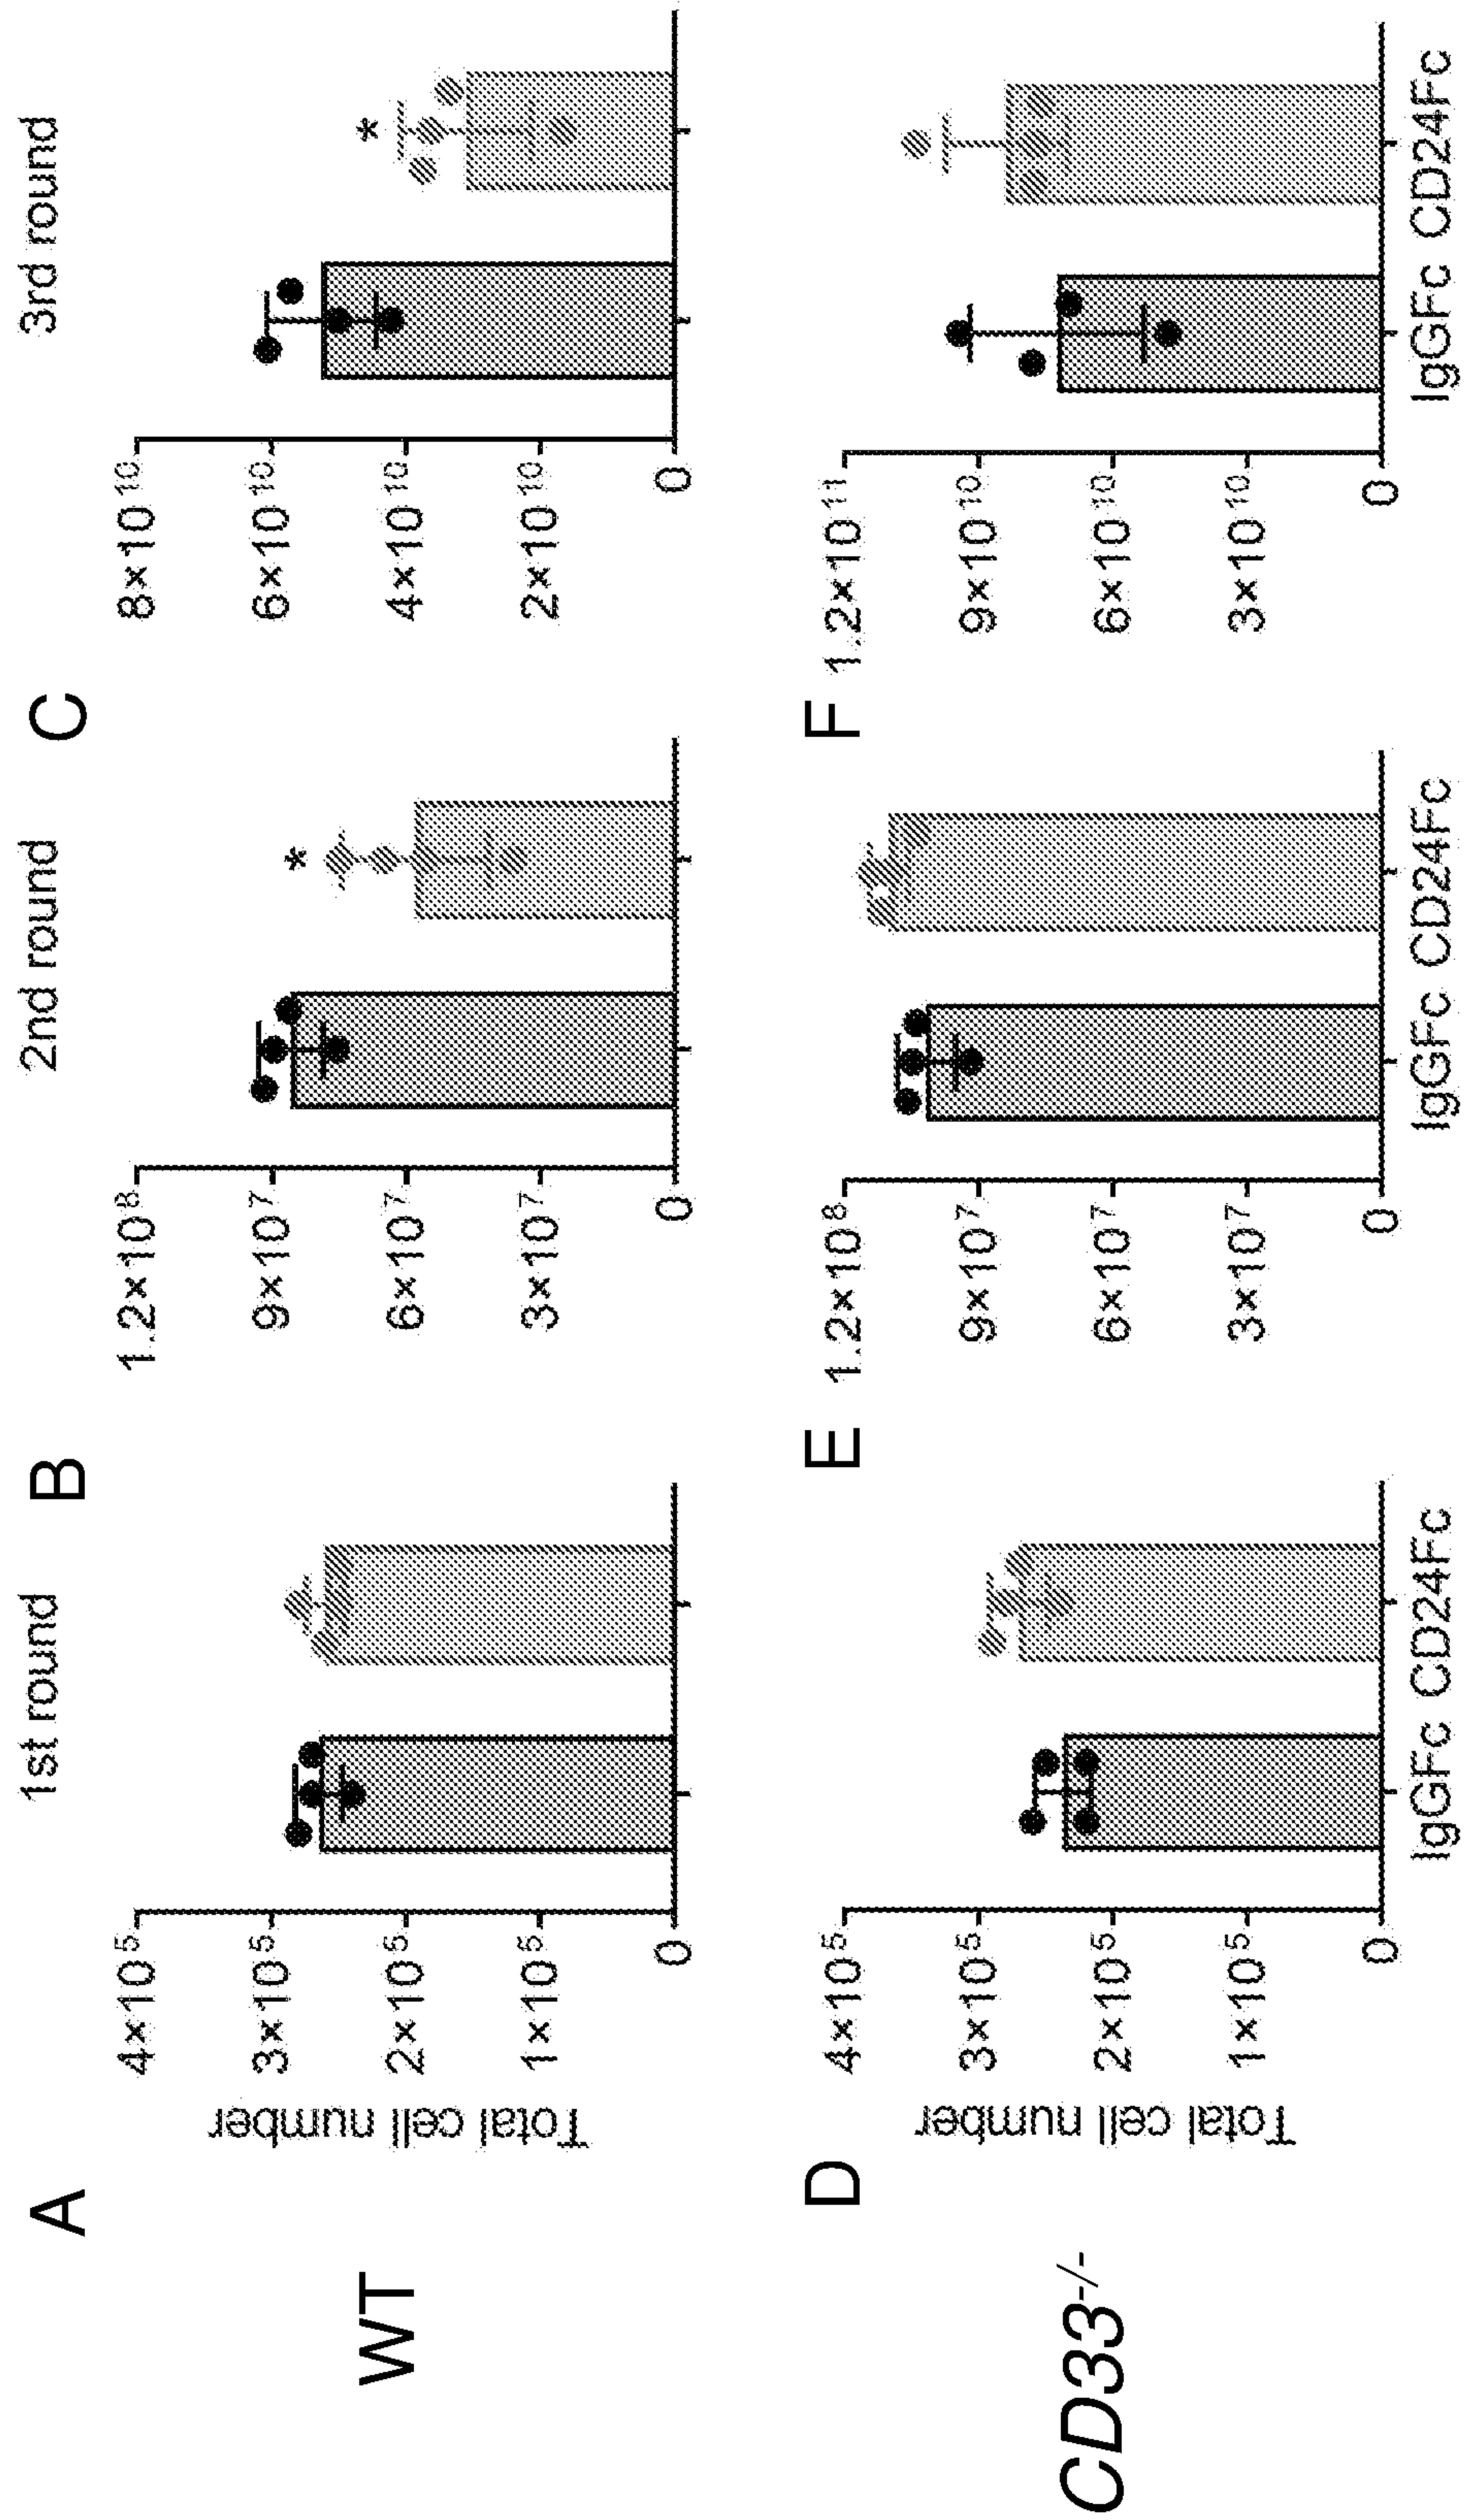 1st round
2nd round
3rd round
A
B
C
WT
Total cell number
4×10⁵
3×10⁵
2×10⁵
1×10⁵
0
1.2×10⁸
9×10⁷
6×10⁷
3×10⁷
0
*
8×10¹⁰
6×10¹⁰
4×10¹⁰
2×10¹⁰
0
*
D
E
F
CD33⁻/⁻
Total cell number
4×10⁵
3×10⁵
2×10⁵
1×10⁵
0
IgGFc CD24Fc
1.2×10⁸
9×10⁷
6×10⁷
3×10⁷
0
IgGFc CD24Fc
1.2×10¹¹
9×10¹⁰
6×10¹⁰
3×10¹⁰
0
IgGFc CD24Fc